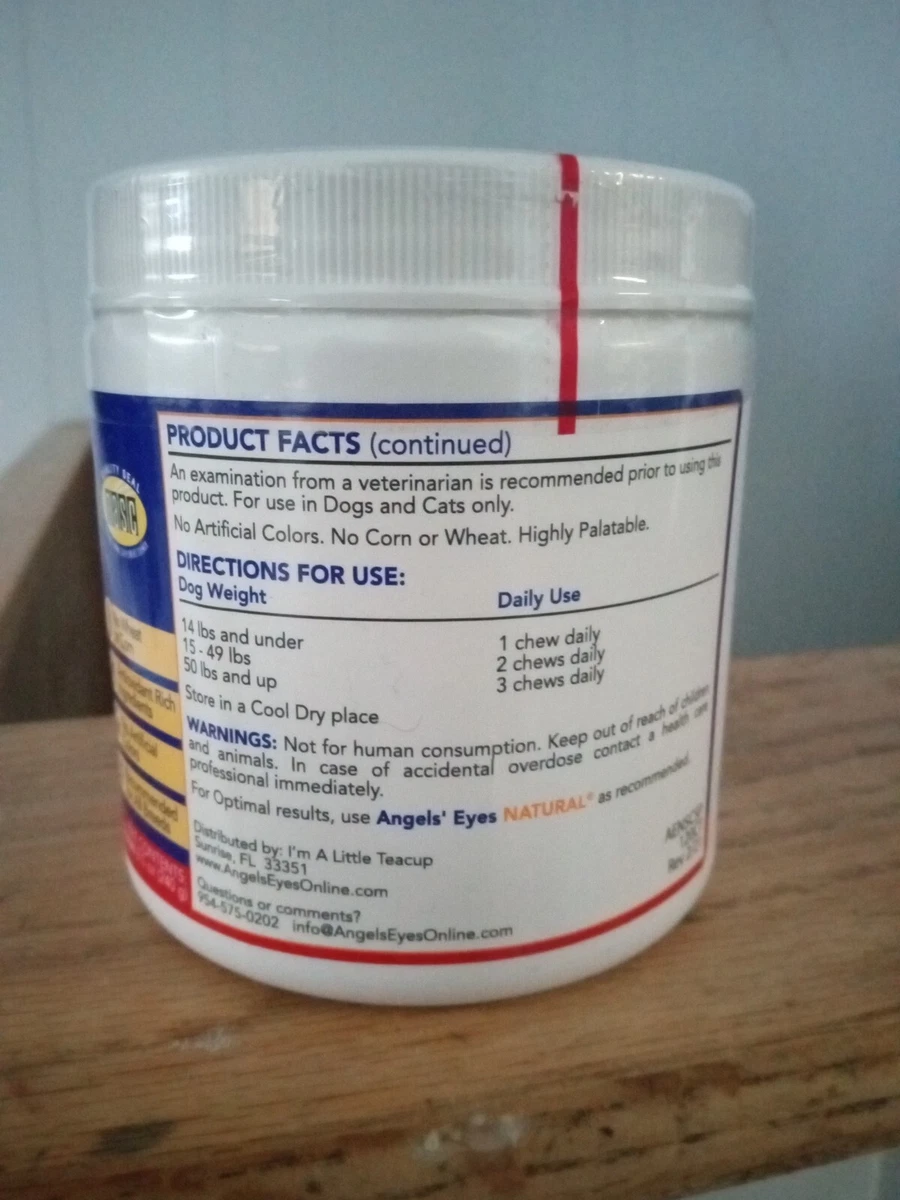 PRODUCT FACTS (continued)
An examination from a veterinarian is recommended prior to using this
product. For use in Dogs and Cats only.
No Artificial Colors. No Corn or Wheat. Highly Palatable.
DIRECTIONS FOR USE:
Dog Weight Daily Use
14 lbs and under 1 chew daily
15 - 49 lbs 2 chews daily
50 lbs and up 3 chews daily
Store in a Cool Dry place
WARNINGS: Not for human consumption. Keep out of reach of children
and animals. In case of accidental overdose contact a health care
professional immediately.
For Optimal results, use Angels' Eyes NATURAL® as recommended.
Distributed by: I'm A Little Teacup
Sunrise, FL 33351
www.AngelsEyesOnline.com
Questions or comments?
954-575-0202 info@AngelsEyesOnline.com
SEAL
Wheat
Rich